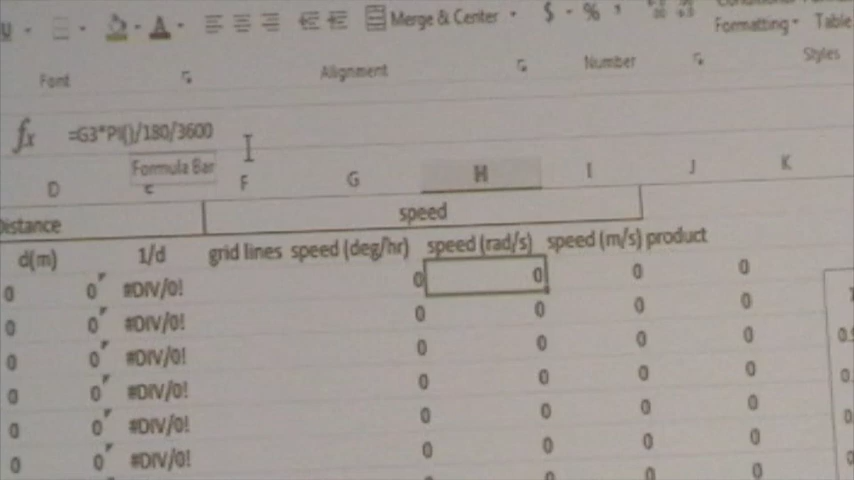 U
A
Merge & Center
$ - % ,
Formatting
Table
Font
Alignment
Number
Styles
fx =G3*PI()/180/3600
Formula Bar
D F G H I J K
Distance speed
d(m) 1/d grid lines speed (deg/hr) speed (rad/s) speed (m/s) product
0 0 #DIV/0! 0 0 0 0
0 0 #DIV/0! 0 0 0 0
0 0 #DIV/0! 0 0 0 0
0 0 #DIV/0! 0 0 0 0
0 0 #DIV/0! 0 0 0 0
0 0 #DIV/0! 0 0 0 0